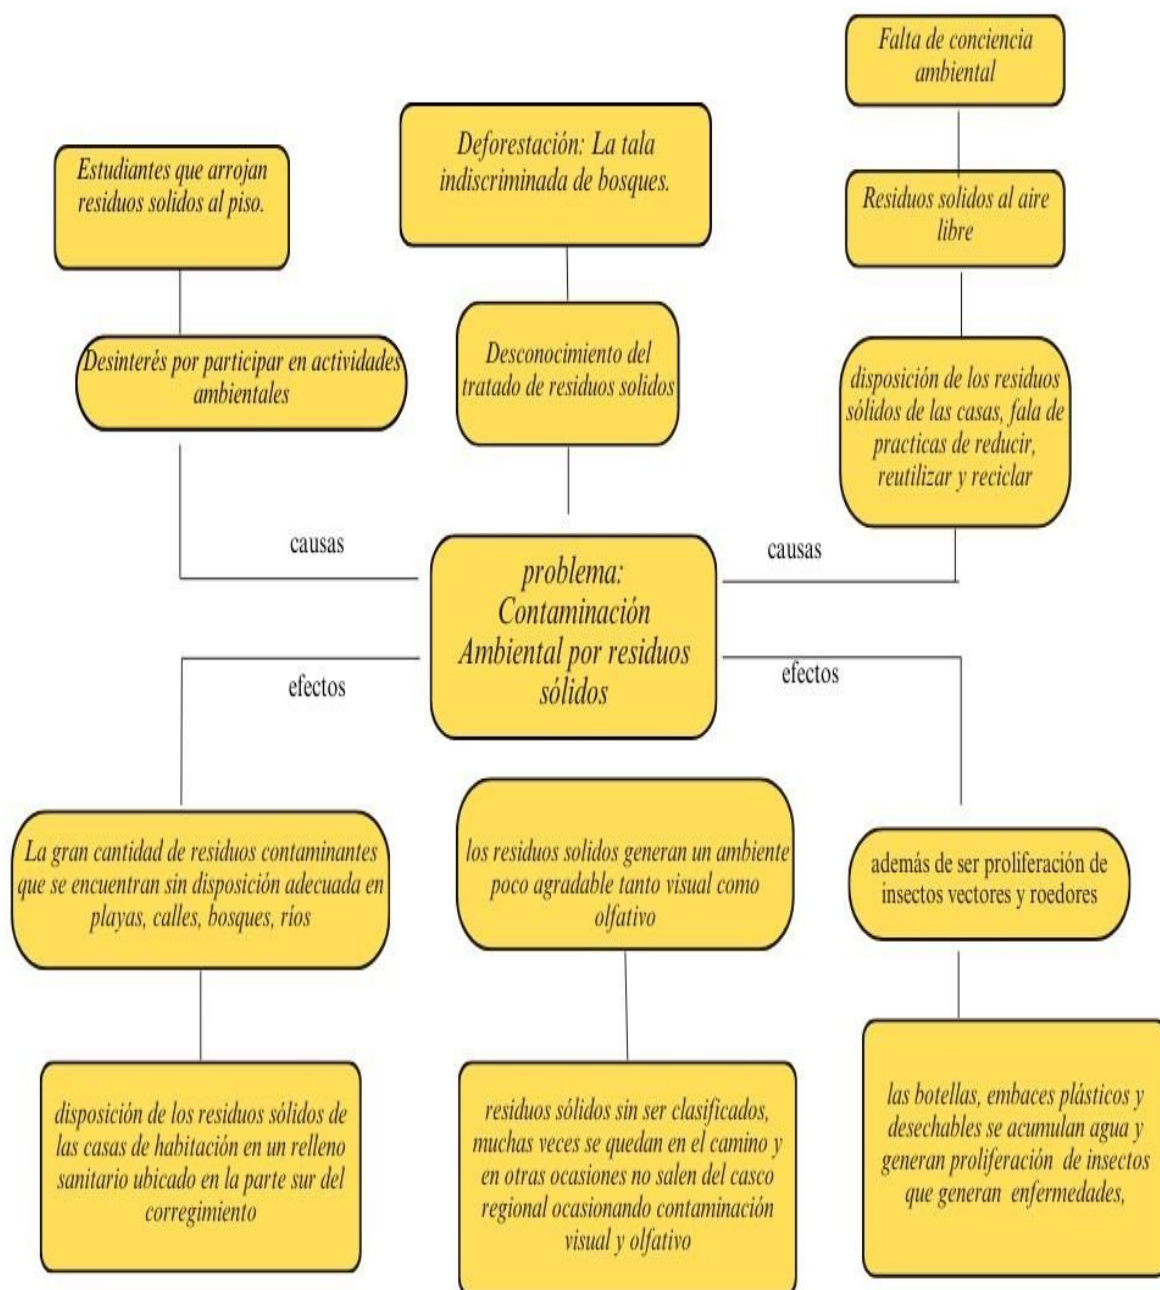 Falta de conciencia
ambiental
Deforestación: La tala
indiscriminada de bosques.
Estudiantes que arrojan
residuos solidos al piso.
Residuos solidos al aire
libre
Desinterés por participar en actividades
ambientales
Desconocimiento del
tratado de residuos solidos
disposición de los residuos
sólidos de las casas, fala de
practicas de reducir,
reutilizar y reciclar
causas
causas
problema:
Contaminación
Ambiental por residuos
sólidos
efectos
efectos
La gran cantidad de residuos contaminantes
que se encuentran sin disposición adecuada en
playas, calles, bosques, ríos
los residuos solidos generan un ambiente
poco agradable tanto visual como
olfativo
además de ser proliferación de
insectos vectores y roedores
disposición de los residuos sólidos de
las casas de habitación en un relleno
sanitario ubicado en la parte sur del
corregimiento
residuos sólidos sin ser clasificados,
muchas veces se quedan en el camino y
en otras ocasiones no salen del casco
regional ocasionando contaminación
visual y olfativo
las botellas, embaces plásticos y
desechables se acumulan agua y
generan proliferación de insectos
que generan enfermedades,